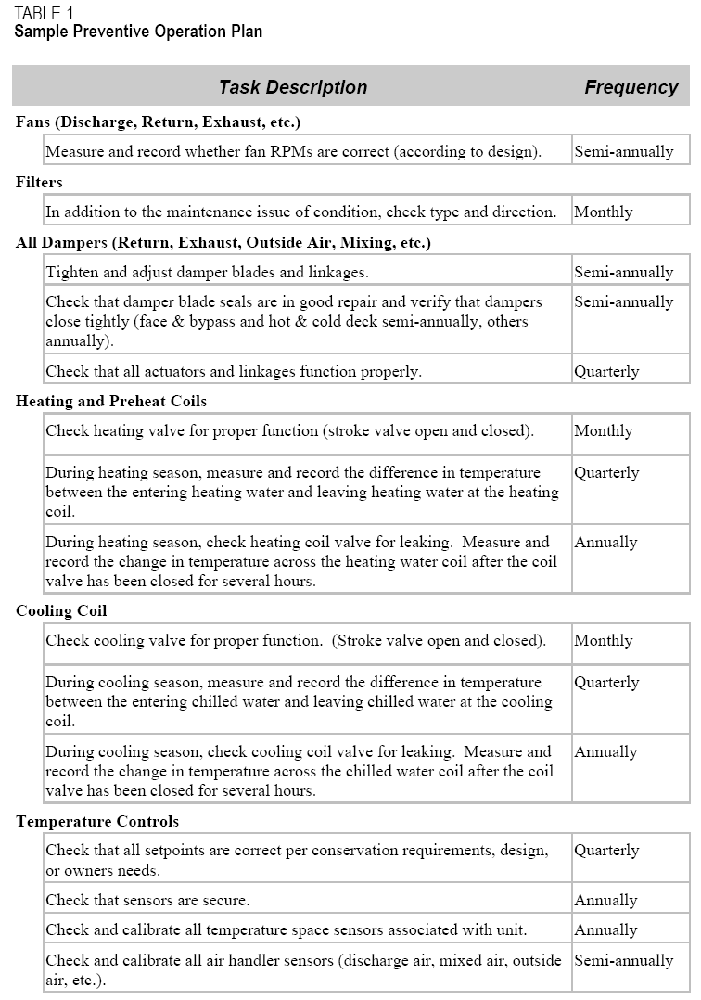 TABLE 1
Sample Preventive Operation Plan
Task Description Frequency
Fans (Discharge, Return, Exhaust, etc.)
Measure and record whether fan RPMs are correct (according to design). Semi-annually
Filters
In addition to the maintenance issue of condition, check type and direction. Monthly
All Dampers (Return, Exhaust, Outside Air, Mixing, etc.)
Tighten and adjust damper blades and linkages. Semi-annually
Check that damper blade seals are in good repair and verify that dampers Semi-annually
close tightly (face & bypass and hot & cold deck semi-annually, others
annually).
Check that all actuators and linkages function properly. Quarterly
Heating and Preheat Coils
Check heating valve for proper function (stroke valve open and closed). Monthly
During heating season, measure and record the difference in temperature Quarterly
between the entering heating water and leaving heating water at the heating
coil.
During heating season, check heating coil valve for leaking. Measure and Annually
record the change in temperature across the heating water coil after the coil
valve has been closed for several hours.
Cooling Coil
Check cooling valve for proper function. (Stroke valve open and closed). Monthly
During cooling season, measure and record the difference in temperature Quarterly
between the entering chilled water and leaving chilled water at the cooling
coil.
During cooling season, check cooling coil valve for leaking. Measure and Annually
record the change in temperature across the chilled water coil after the coil
valve has been closed for several hours.
Temperature Controls
Check that all setpoints are correct per conservation requirements, design, Quarterly
or owners needs.
Check that sensors are secure. Annually
Check and calibrate all temperature space sensors associated with unit. Annually
Check and calibrate all air handler sensors (discharge air, mixed air, outside Semi-annually
air, etc.).